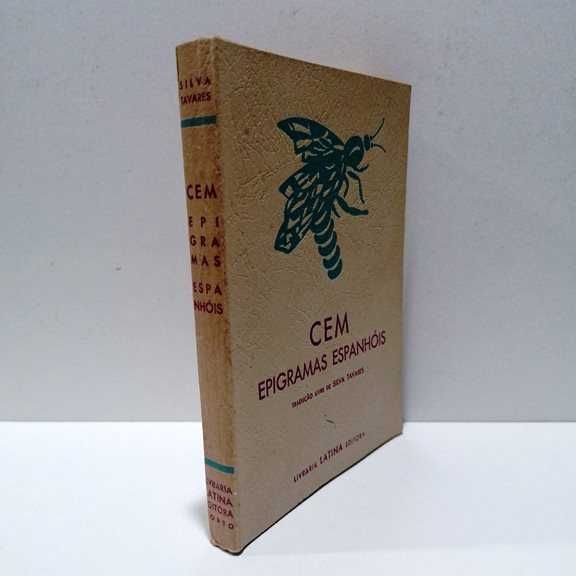 SILVA
TAVARES
CEM
EPI
GRA
MAS
ESPA
NHÓIS
LIVRARIA
LATINA
EDITORA
PORTO
CEM
EPIGRAMAS ESPANHÓIS
TRADUÇÃO LIVRE DE SILVA TAVARES
LIVRARIA LATINA EDITORA